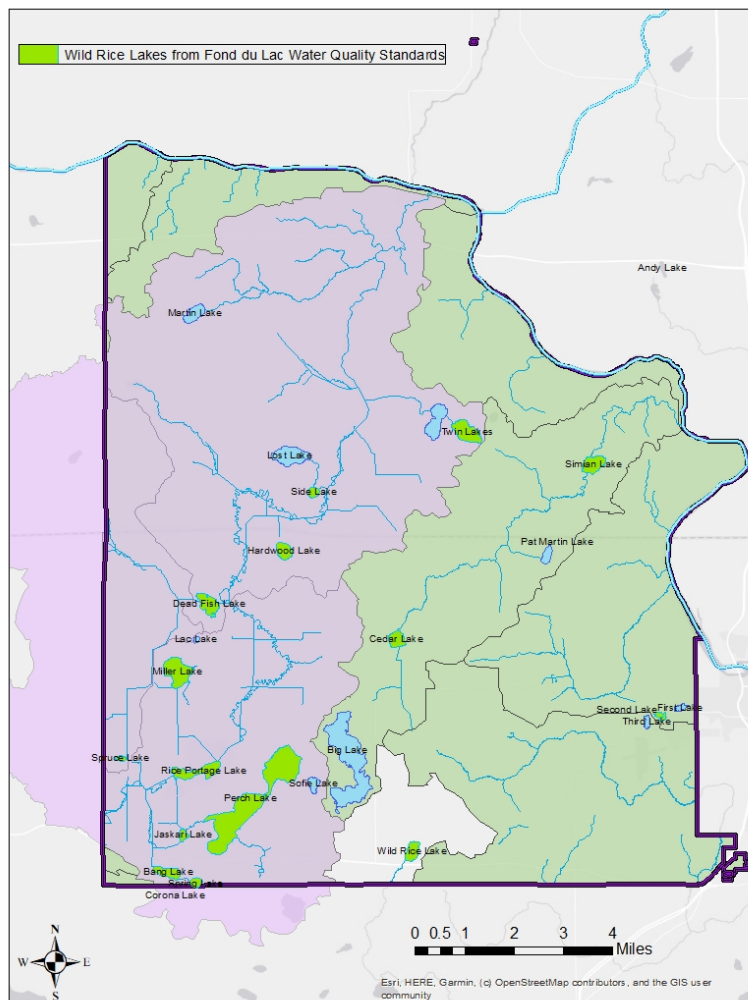 Wild Rice Lakes from Fond du Lac Water Quality Standards
Andy Lake
Martin Lake
Twin Lakes
Lost Lake
Simian Lake
Side Lake
Pat Martin Lake
Hardwood Lake
Dead Fish Lake
Lac Lake
Cedar Lake
Miller Lake
Second Lake
First Lake
Third Lake
Big Lake
Spruce Lake
Rice Portage Lake
Sofie Lake
Perch Lake
Jaskari Lake
Wild Rice Lake
Bang Lake
Spring Lake
Corona Lake
N
W
E
S
0 0.5 1 2 3 4
Miles
Esri, HERE, Garmin, (c) OpenStreetMap contributors, and the GIS user
community